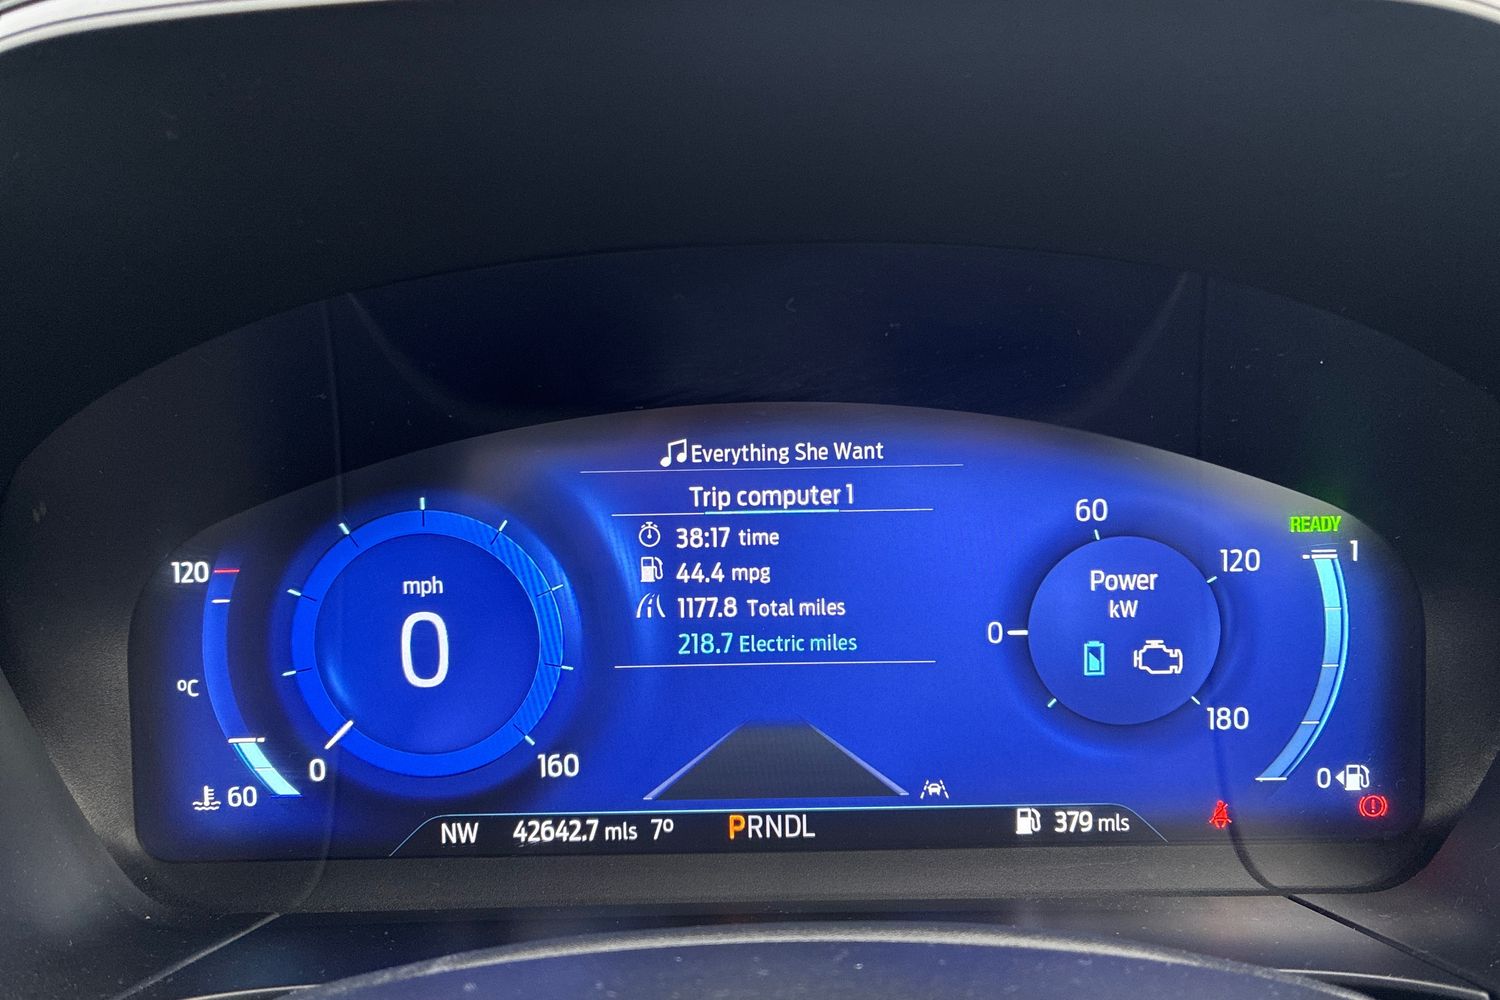 Everything She Want
Trip computer 1
38:17 time
44.4 mpg
1177.8 Total miles
218.7 Electric miles
120
ºC
60
mph
0
0
160
60
0
120
180
Power
kW
READY
1
0
NW 42642.7 mls 7º PRNDL 379 mls